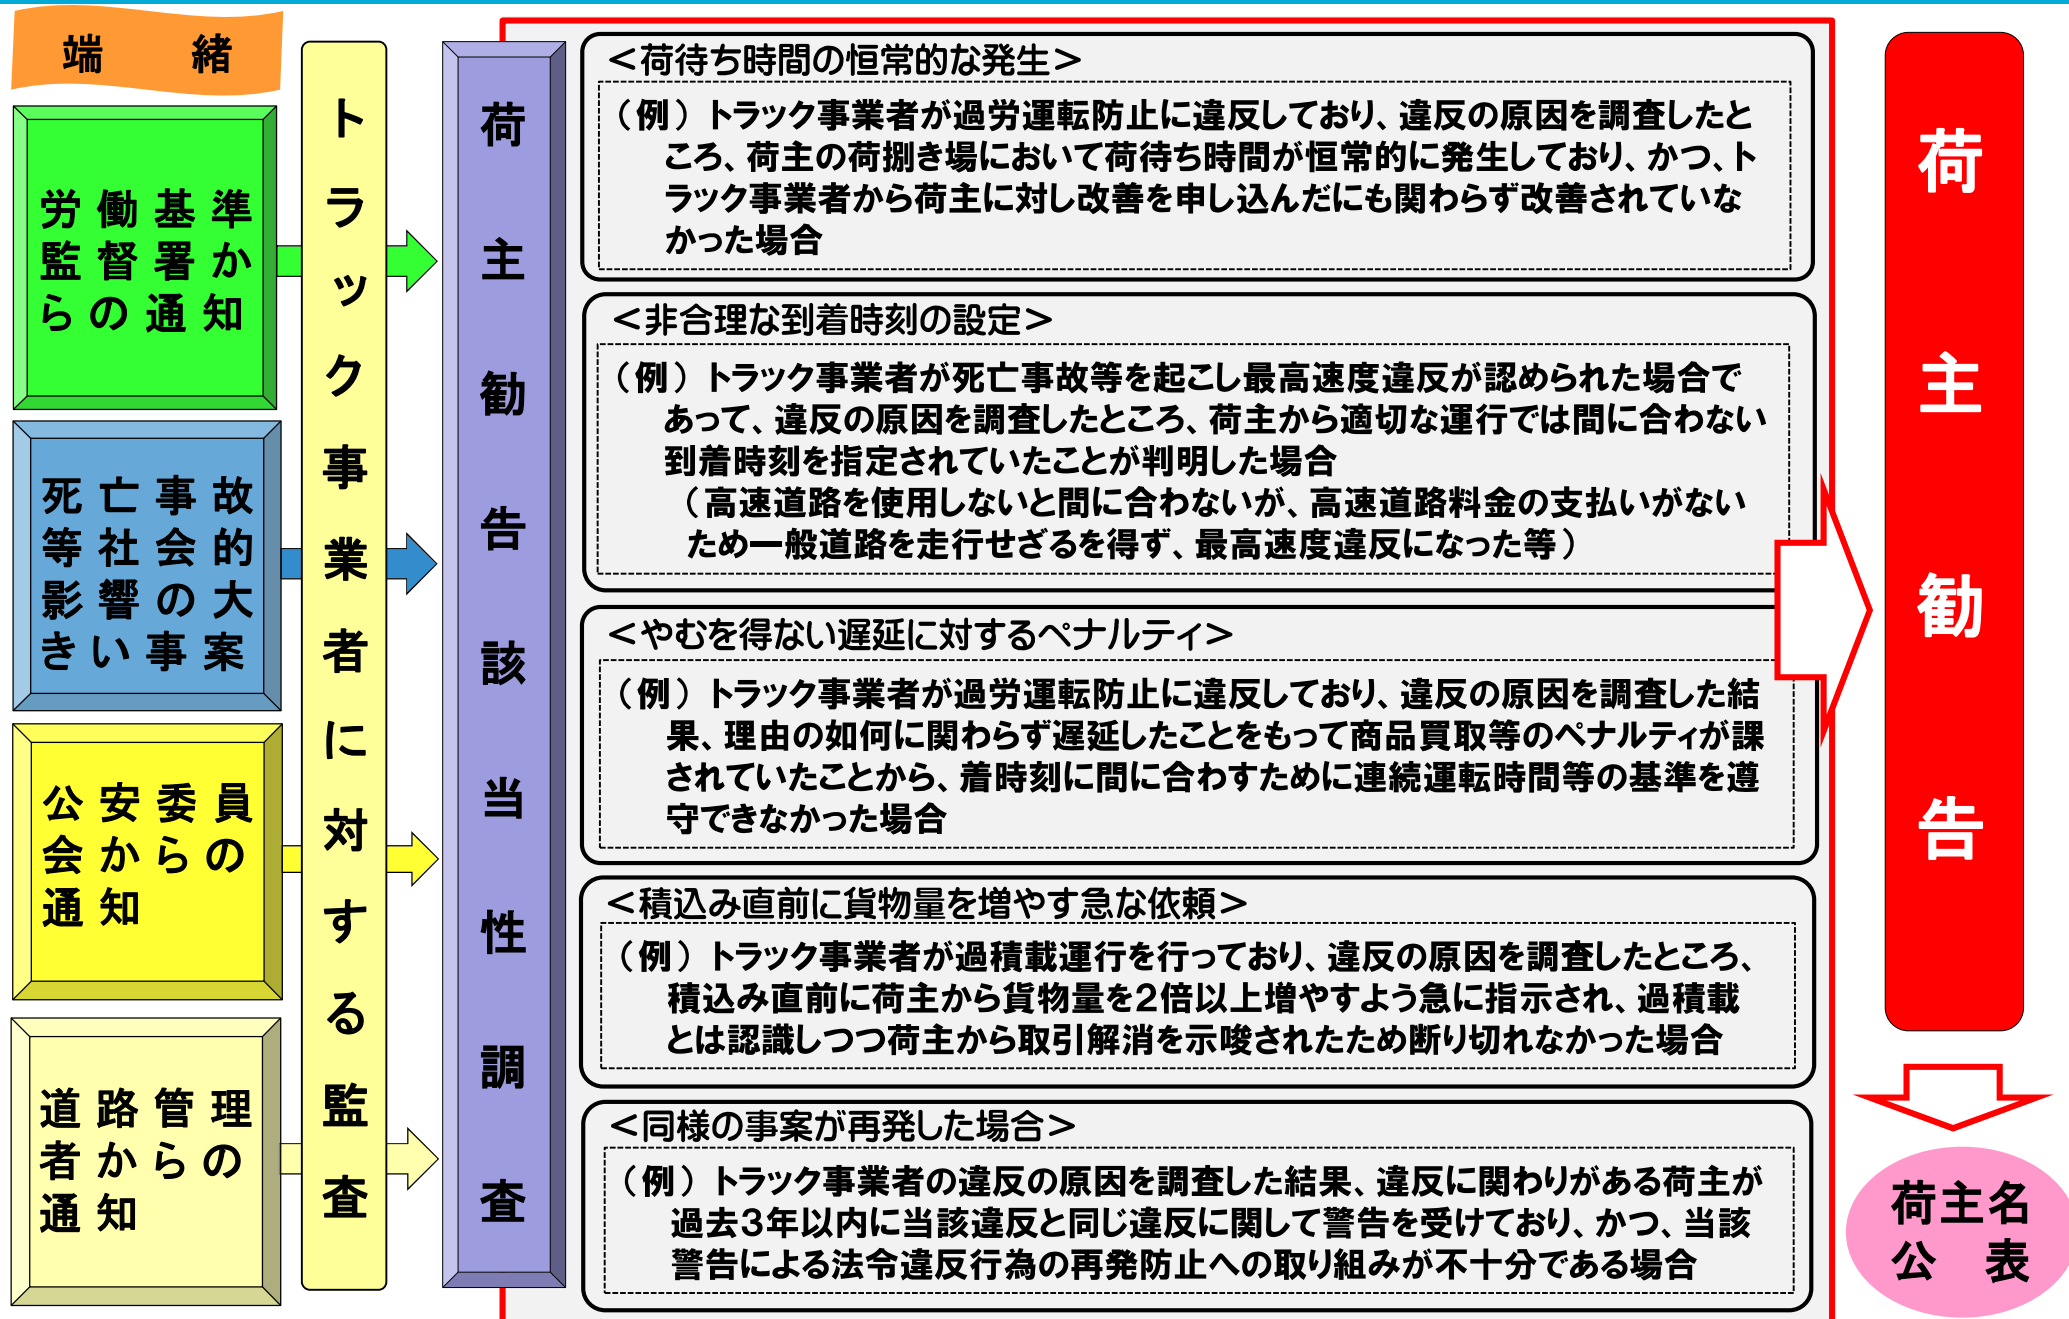 端　緒
労働基準
監督署か
らの通知
死亡事故
等社会的
影響の大
きい事案
公安委員
会からの
通知
道路管理
者からの
通知
トラック事業者に対する監査
荷主勧告該当性調査
＜荷待ち時間の恒常的な発生＞
（例）トラック事業者が過労運転防止に違反しており、違反の原因を調査したと
ころ、荷主の荷捌き場において荷待ち時間が恒常的に発生しており、かつ、ト
ラック事業者から荷主に対し改善を申し込んだにも関わらず改善されていな
かった場合
＜非合理な到着時刻の設定＞
（例）トラック事業者が死亡事故等を起こし最高速度違反が認められた場合で
あって、違反の原因を調査したところ、荷主から適切な運行では間に合わない
到着時刻を指定されていたことが判明した場合
（高速道路を使用しないと間に合わないが、高速道路料金の支払いがない
ため一般道路を走行せざるを得ず、最高速度違反になった等）
＜やむを得ない遅延に対するペナルティ＞
（例）トラック事業者が過労運転防止に違反しており、違反の原因を調査した結
果、理由の如何に関わらず遅延したことをもって商品買取等のペナルティが課
されていたことから、着時刻に間に合わすために連続運転時間等の基準を遵
守できなかった場合
＜積込み直前に貨物量を増やす急な依頼＞
（例）トラック事業者が過積載運行を行っており、違反の原因を調査したところ、
積込み直前に荷主から貨物量を２倍以上増やすよう急に指示され、過積載
とは認識しつつ荷主から取引解消を示唆されたため断り切れなかった場合
＜同様の事案が再発した場合＞
（例）トラック事業者の違反の原因を調査した結果、違反に関わりがある荷主が
過去３年以内に当該違反と同じ違反に関して警告を受けており、かつ、当該
警告による法令違反行為の再発防止への取り組みが不十分である場合
荷主勧告
荷主名
公　表